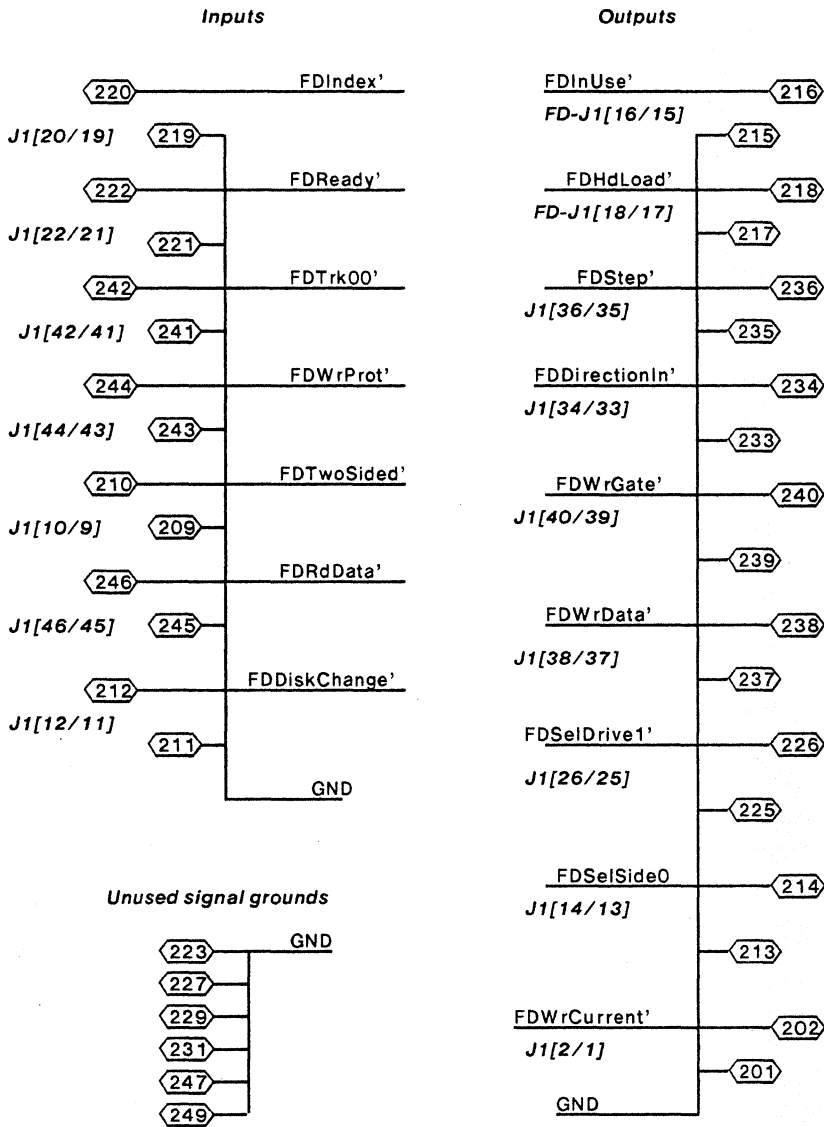 Inputs
220
FDIndex'
J1[20/19]
219
222
FDReady'
J1[22/21]
221
242
FDTrk00'
J1[42/41]
241
244
FDWrProt'
J1[44/43]
243
210
FDTwoSided'
J1[10/9]
209
246
FDRdData'
J1[46/45]
245
212
FDDiskChange'
J1[12/11]
211
GND
Unused signal grounds
223
GND
227
229
231
247
249
Outputs
FDInUse'
216
FD-J1[16/15]
215
FDHdLoad'
218
FD-J1[18/17]
217
FDStep'
236
J1[36/35]
235
FDDirectionIn'
234
J1[34/33]
233
FDWrGate'
240
J1[40/39]
239
FDWrData'
238
J1[38/37]
237
FDSelDrive1'
226
J1[26/25]
225
FDSelSide0
214
J1[14/13]
213
FDWrCurrent'
202
J1[2/1]
201
GND